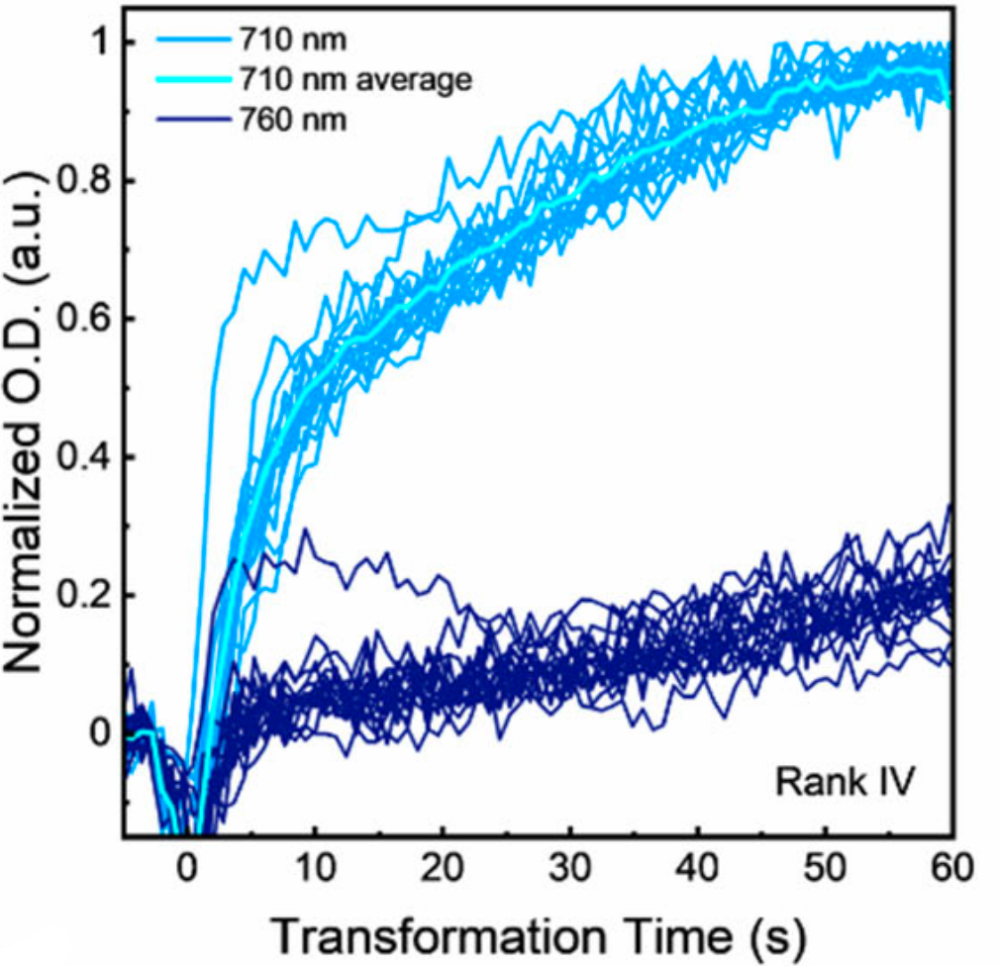 710 nm
710 nm average
760 nm
1
0.8
0.6
0.4
0.2
0
Normalized O.D. (a.u.)
Rank IV
0 10 20 30 40 50 60
Transformation Time (s)